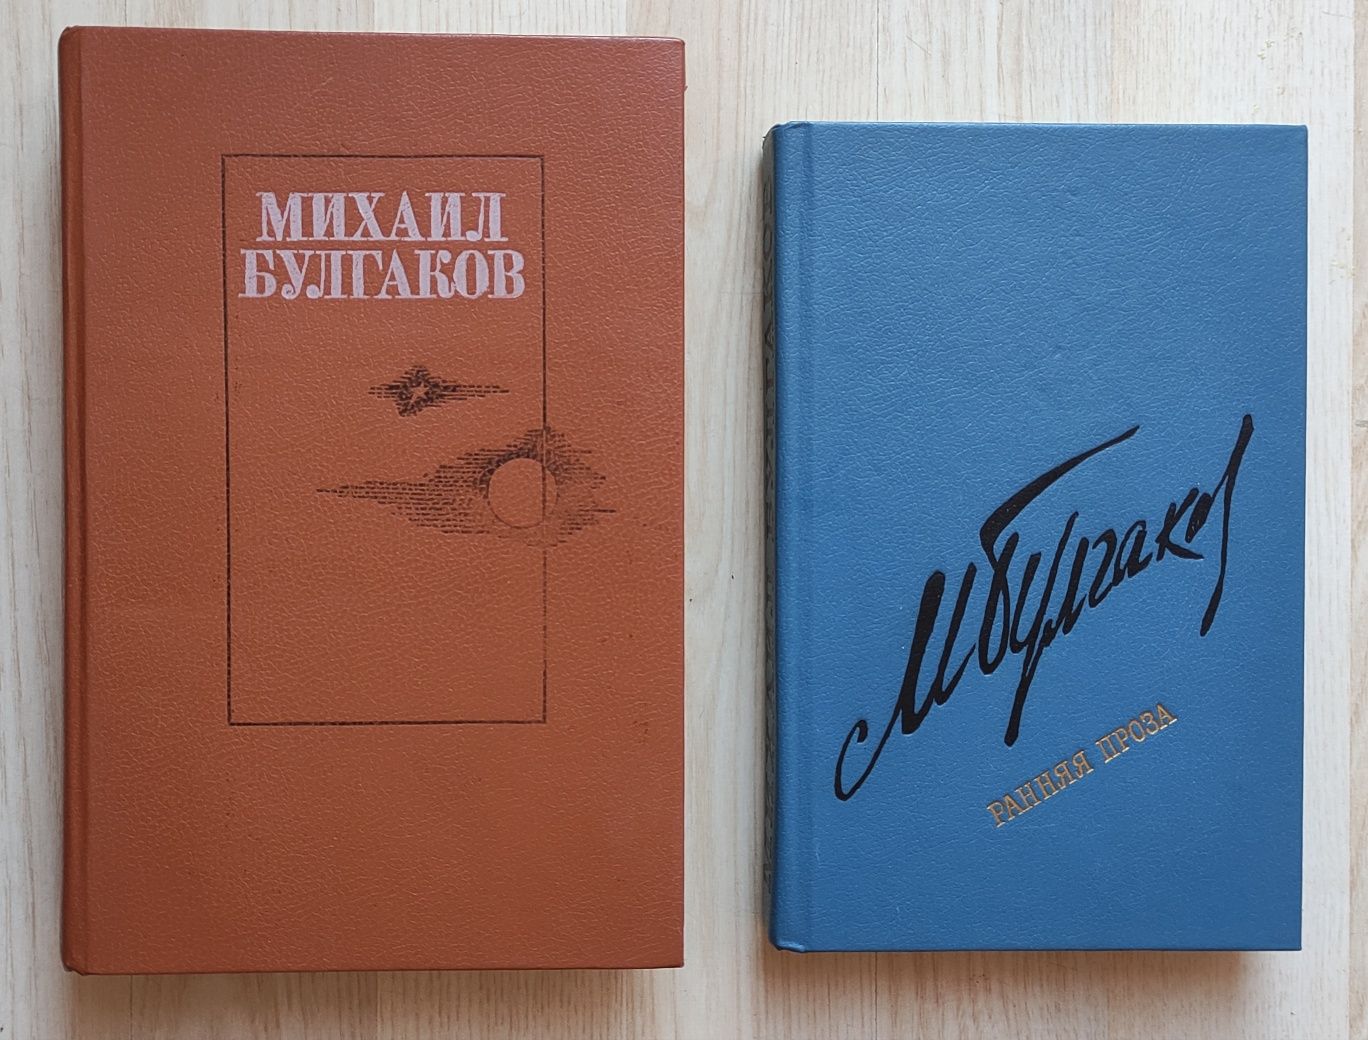 МИХАИЛ
БУЛГАКОВ
М Булгаков
РАННЯЯ ПРОЗА